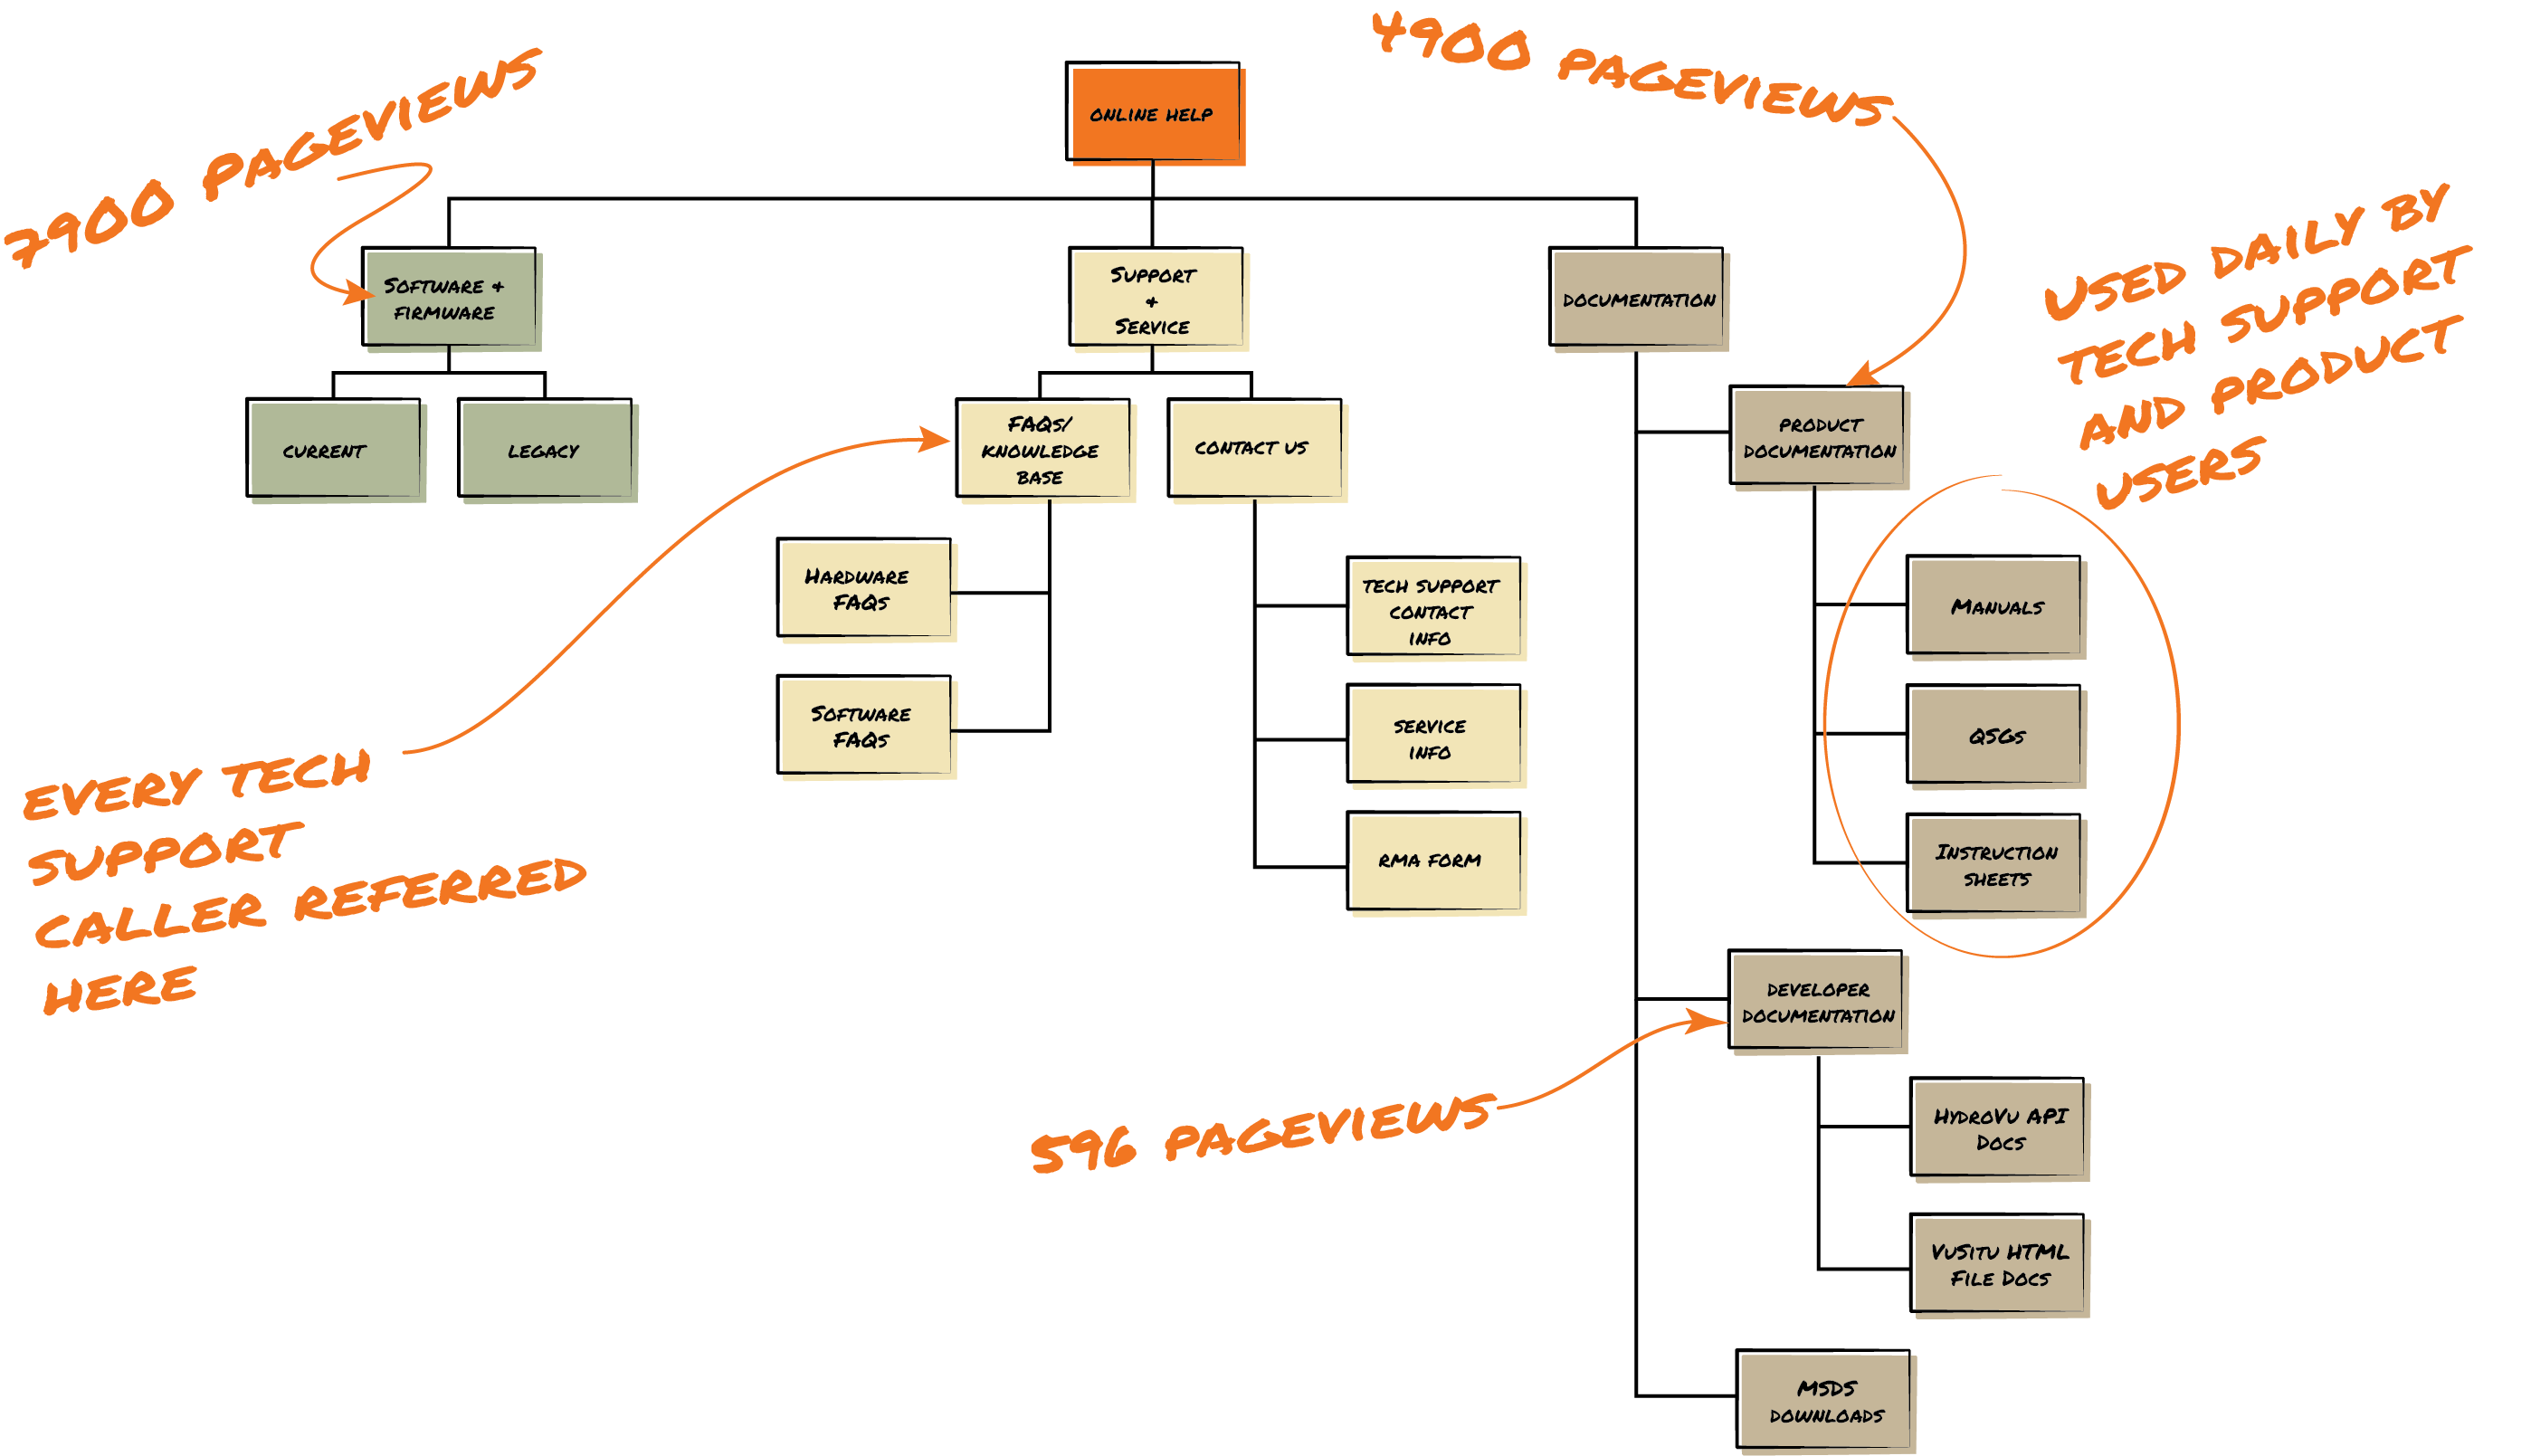 4900 PAGEVIEWS
7900 PAGEVIEWS
ONLINE HELP
USED DAILY BY
TECH SUPPORT
AND PRODUCT
USERS
SOFTWARE +
FIRMWARE
SUPPORT
+
SERVICE
DOCUMENTATION
CURRENT
LEGACY
FAQS/
KNOWLEDGE
BASE
CONTACT US
PRODUCT
DOCUMENTATION
HARDWARE
FAQS
SOFTWARE
FAQS
TECH SUPPORT
CONTACT
INFO
SERVICE
INFO
RMA FORM
MANUALS
QSGS
INSTRUCTION
SHEETS
EVERY TECH
SUPPORT
CALLER REFERRED
HERE
DEVELOPER
DOCUMENTATION
596 PAGEVIEWS
HYDROVU API
DOCS
VUSITU HTML
FILE DOCS
MSDS
DOWNLOADS